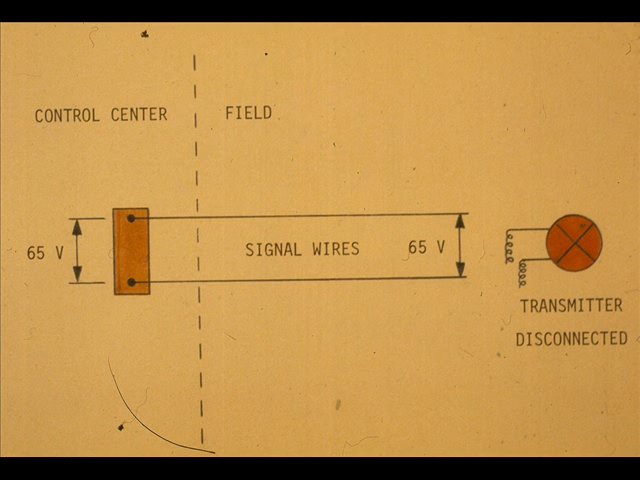 CONTROL CENTER
FIELD
65 V
SIGNAL WIRES
65 V
TRANSMITTER
DISCONNECTED